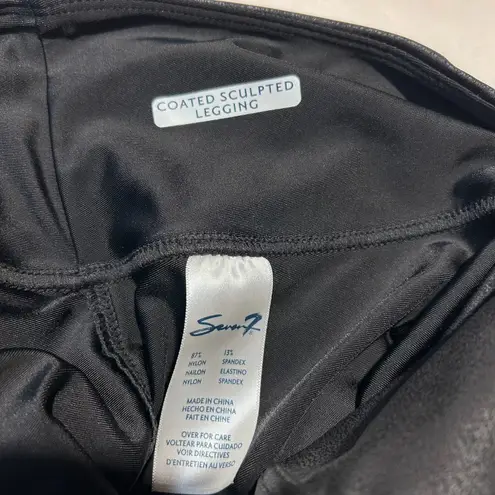 COATED SCULPTED
LEGGING
Seven7
87% 13%
NYLON SPANDEX
NAILON ELASTINO
NYLON SPANDEX
MADE IN CHINA
HECHO EN CHINA
FAIT EN CHINE
OVER FOR CARE
VOLTEAR PARA CUIDADO
VOIR DIRECTIVES
D'ENTRETIEN AU VERSO